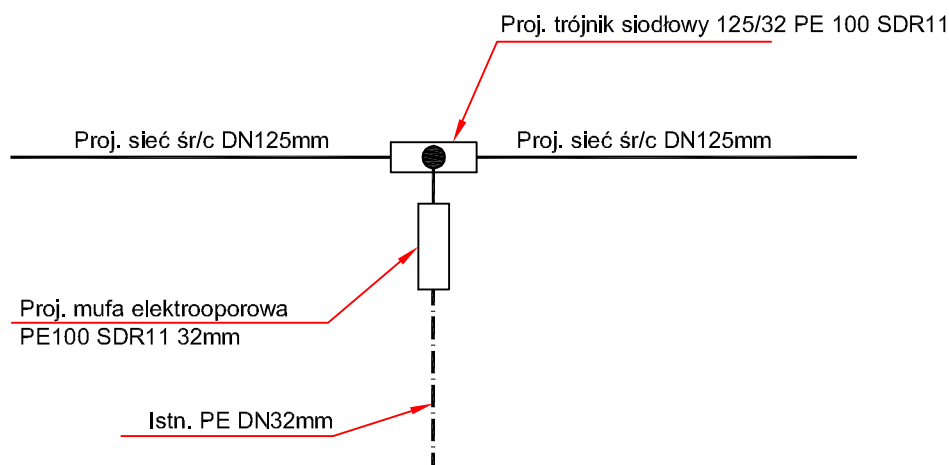 Proj. trójnik siodłowy 125/32 PE 100 SDR11
Proj. sieć śr/c DN125mm
Proj. sieć śr/c DN125mm
Proj. mufa elektrooporowa
PE100 SDR11 32mm
Istn. PE DN32mm